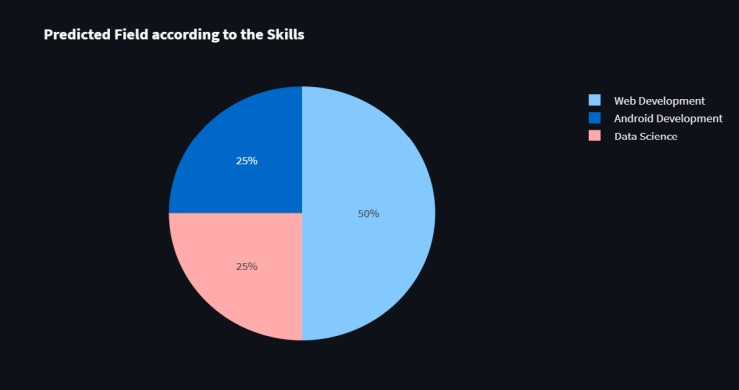 Predicted Field according to the Skills
Web Development
Android Development
Data Science
25%
50%
25%